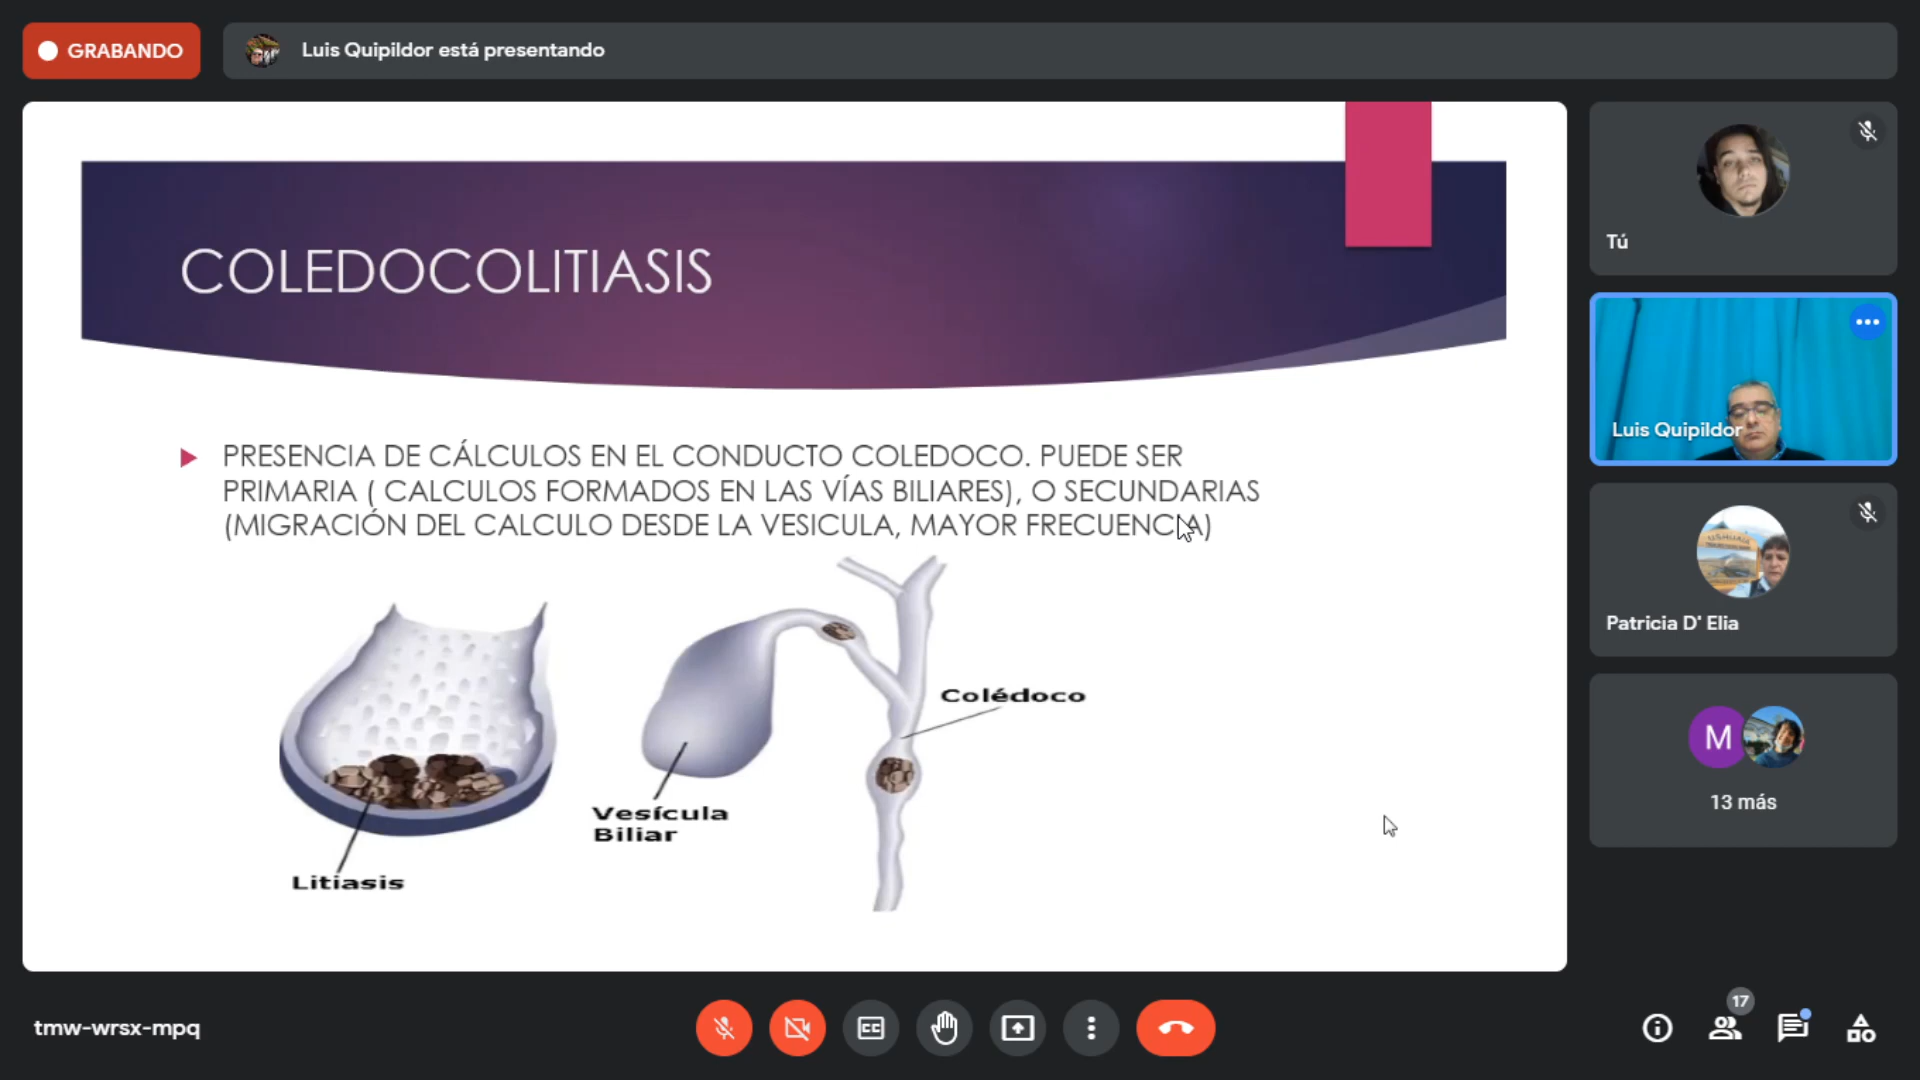 GRABANDO
Luis Quipildor está presentando
COLEDOCOLITIASIS
PRESENCIA DE CÁLCULOS EN EL CONDUCTO COLEDOCO. PUEDE SER
PRIMARIA ( CALCULOS FORMADOS EN LAS VÍAS BILIARES), O SECUNDARIAS
(MIGRACIÓN DEL CALCULO DESDE LA VESICULA, MAYOR FRECUENCIA)
Colédoco
Vesícula
Biliar
Litiasis
Tú
Luis Quipildor
USHUAIA
Patricia D' Elia
M
13 más
tmw-wrsx-mpq
CC
17